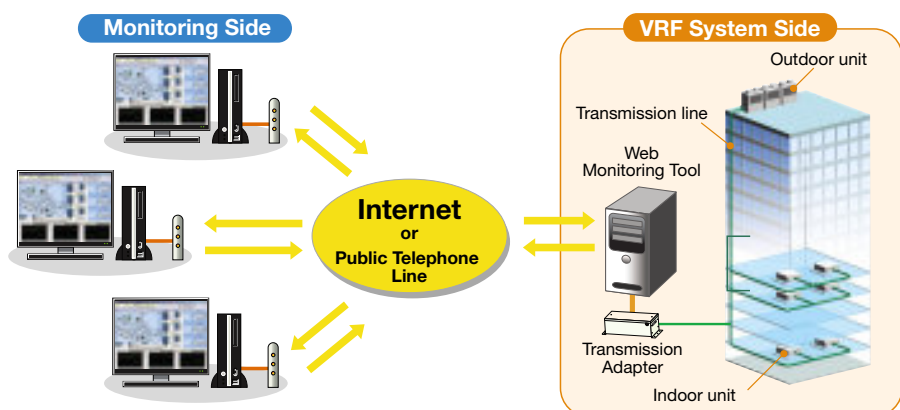 Monitoring Side
VRF System Side
Outdoor unit
Transmission line
Web
Monitoring Tool
Internet
or
Public Telephone
Line
Transmission
Adapter
Indoor unit